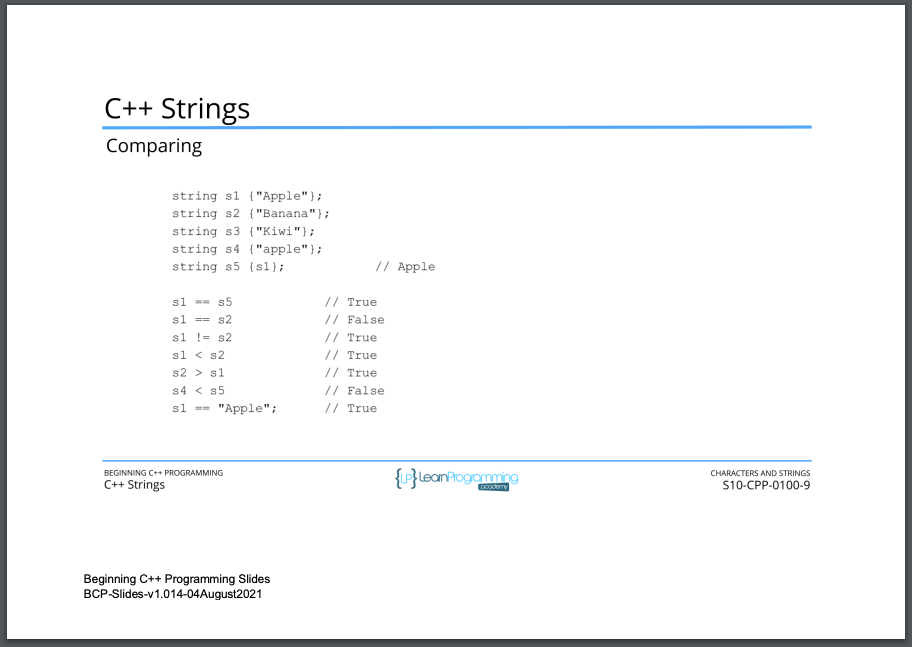 C++ Strings
Comparing
string s1 {"Apple"};
string s2 {"Banana"};
string s3 {"Kiwi"};
string s4 {"apple"};
string s5 {s1}; // Apple
s1 == s5 // True
s1 == s2 // False
s1 != s2 // True
s1 < s2 // True
s2 > s1 // True
s4 < s5 // False
s1 == "Apple"; // True
BEGINNING C++ PROGRAMMING
C++ Strings
{LP} LearnProgramming
academy
CHARACTERS AND STRINGS
S10-CPP-0100-9
Beginning C++ Programming Slides
BCP-Slides-v1.014-04August2021